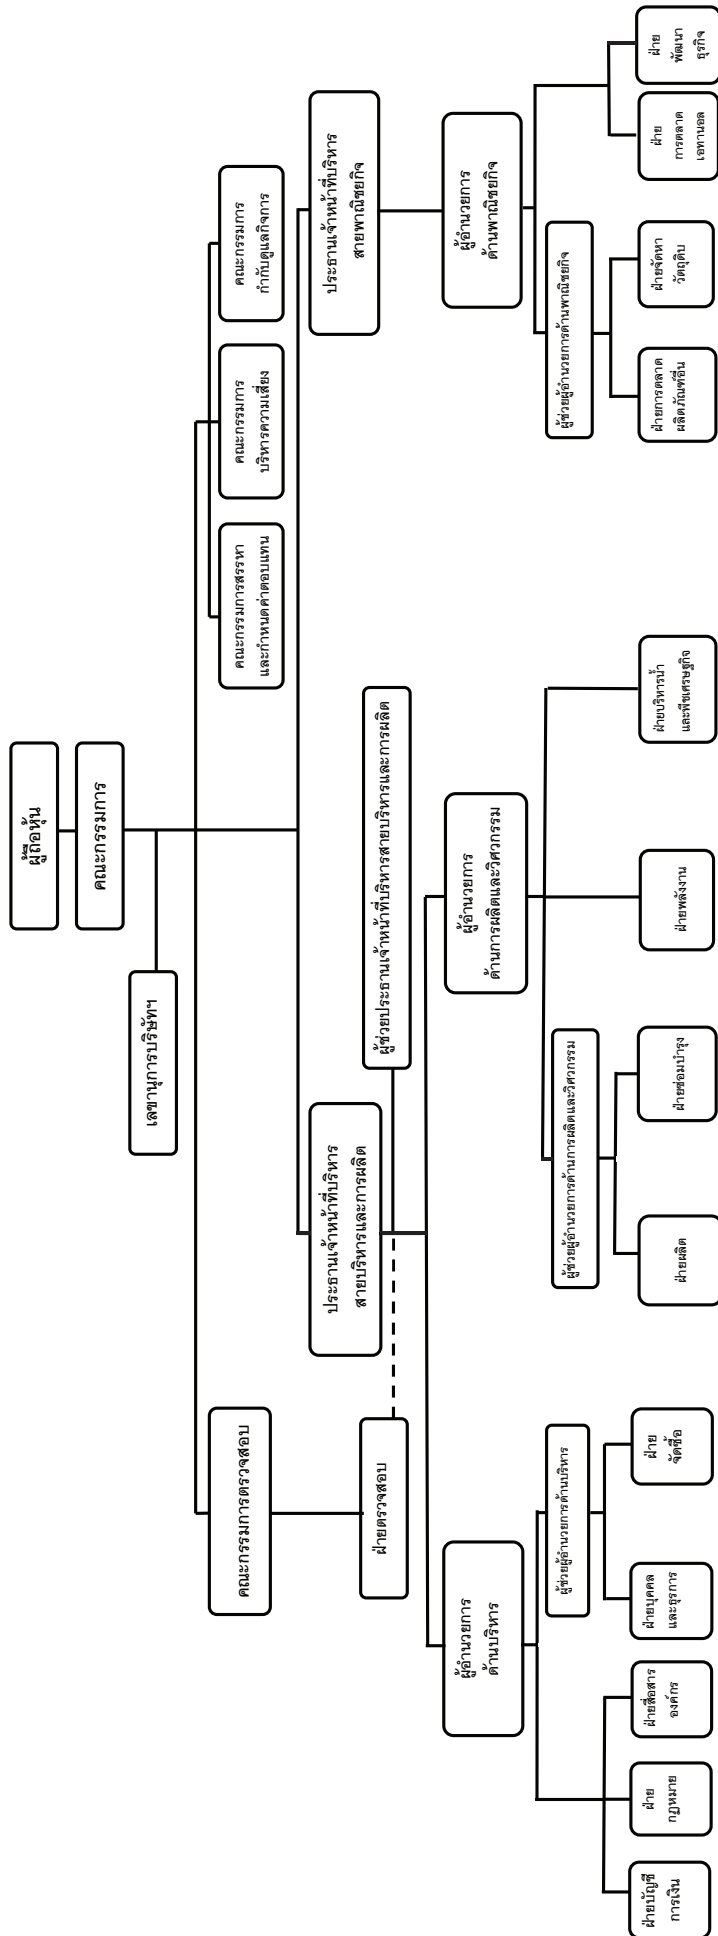 ผู้ถือหุ้น
คณะกรรมการ
เลขานุการบริษัทฯ
คณะกรรมการตรวจสอบ
คณะกรรมการสรรหา
และกำหนดค่าตอบแทน
คณะกรรมการ
บริหารความเสี่ยง
คณะกรรมการ
กำกับดูแลกิจการ
ประธานเจ้าหน้าที่บริหาร
สายบริหารและการผลิต
ประธานเจ้าหน้าที่บริหาร
สายพาณิชยกิจ
ฝ่ายตรวจสอบ
ผู้ช่วยประธานเจ้าหน้าที่บริหารสายบริหารและการผลิต
ผู้อำนวยการ
ด้านบริหาร
ผู้อำนวยการ
ด้านการผลิตและวิศวกรรม
ผู้อำนวยการ
ด้านพาณิชยกิจ
ผู้ช่วยผู้อำนวยการด้านบริหาร
ผู้ช่วยผู้อำนวยการด้านการผลิตและวิศวกรรม
ผู้ช่วยผู้อำนวยการด้านพาณิชยกิจ
ฝ่ายบัญชี
การเงิน
ฝ่าย
กฎหมาย
ฝ่ายสื่อสาร
องค์กร
ฝ่ายบุคคล
และธุรการ
ฝ่าย
จัดซื้อ
ฝ่ายผลิต
ฝ่ายซ่อมบำรุง
ฝ่ายพลังงาน
ฝ่ายบริหารน้ำ
และพืชเศรษฐกิจ
ฝ่ายการตลาด
ผลิตภัณฑ์อื่น
ฝ่ายจัดหา
วัตถุดิบ
ฝ่าย
การตลาด
เอทานอล
ฝ่าย
พัฒนา
ธุรกิจ